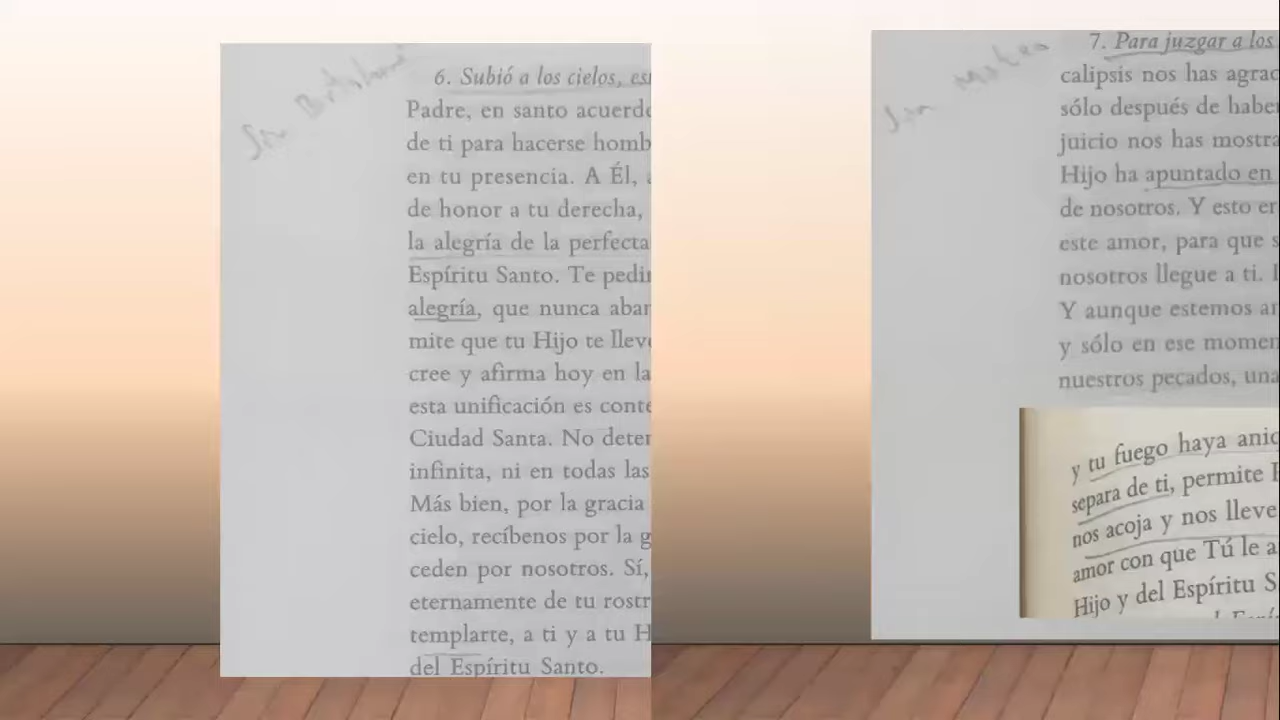 San Bartolomé
6. Subió a los cielos, es
Padre, en santo acuerdo
de ti para hacerse homb
en tu presencia. A Él,
de honor a tu derecha,
la alegría de la perfecta
Espíritu Santo. Te pedi
alegría, que nunca abar
mite que tu Hijo te lleve
cree y afirma hoy en la
esta unificación es conte
Ciudad Santa. No deter
infinita, ni en todas las
Más bien, por la gracia
cielo, recíbenos por la g
ceden por nosotros. Sí,
eternamente de tu rostr
templarte, a ti y a tu H
del Espíritu Santo.
San Mateo
7. Para juzgar a los
calipsis nos has agrac
sólo después de habe
juicio nos has mostra
Hijo ha apuntado en
de nosotros. Y esto er
este amor, para que s
nosotros llegue a ti.
Y aunque estemos ar
y sólo en ese momen
nuestros pecados, una
y tu fuego haya anic
separa de ti, permite
nos acoja y nos lleve
amor con que Tú le a
Hijo y del Espíritu S